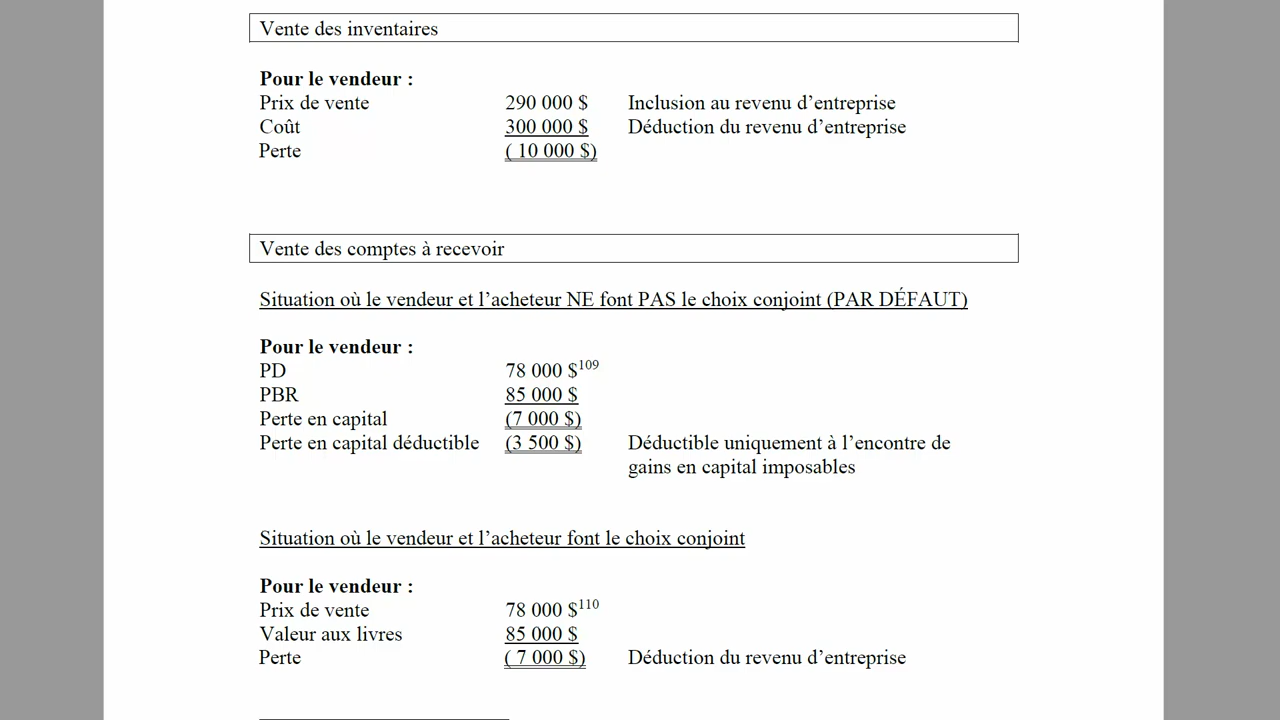 Vente des inventaires
Pour le vendeur :
Prix de vente 290 000 $ Inclusion au revenu d’entreprise
Coût 300 000 $ Déduction du revenu d’entreprise
Perte ( 10 000 $)
Vente des comptes à recevoir
Situation où le vendeur et l’acheteur NE font PAS le choix conjoint (PAR DÉFAUT)
Pour le vendeur :
PD 78 000 $109
PBR 85 000 $
Perte en capital (7 000 $)
Perte en capital déductible (3 500 $) Déductible uniquement à l’encontre de
gains en capital imposables
Situation où le vendeur et l’acheteur font le choix conjoint
Pour le vendeur :
Prix de vente 78 000 $110
Valeur aux livres 85 000 $
Perte ( 7 000 $) Déduction du revenu d’entreprise